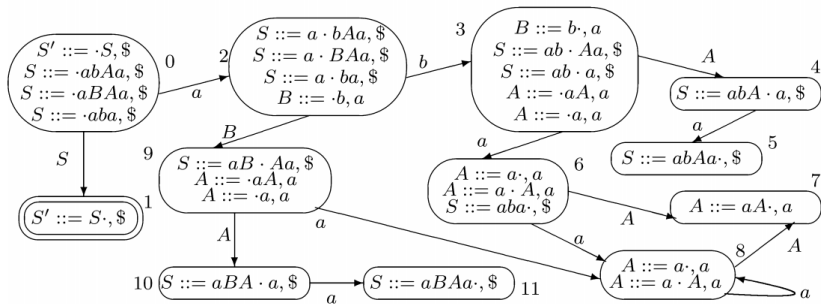 0
S′ ::= ·S, $
S ::= ·abAa, $
S ::= ·aBAa, $
S ::= ·aba, $
a
2
S ::= a · bAa, $
S ::= a · BAa, $
S ::= a · ba, $
B ::= ·b, a
b
3
B ::= b·, a
S ::= ab · Aa, $
S ::= ab · a, $
A ::= ·aA, a
A ::= ·a, a
A
4
S ::= abA · a, $
a
S ::= abAa·, $
5
S
1
S′ ::= S·, $
B
9
S ::= aB · Aa, $
A ::= ·aA, a
A ::= ·a, a
a
6
A ::= a·, a
A ::= a · A, a
S ::= aba·, $
A
7
A ::= aA·, a
A
a
a
8
A ::= a·, a
A ::= a · A, a
A
a
10
S ::= aBA · a, $
a
S ::= aBAa·, $
11